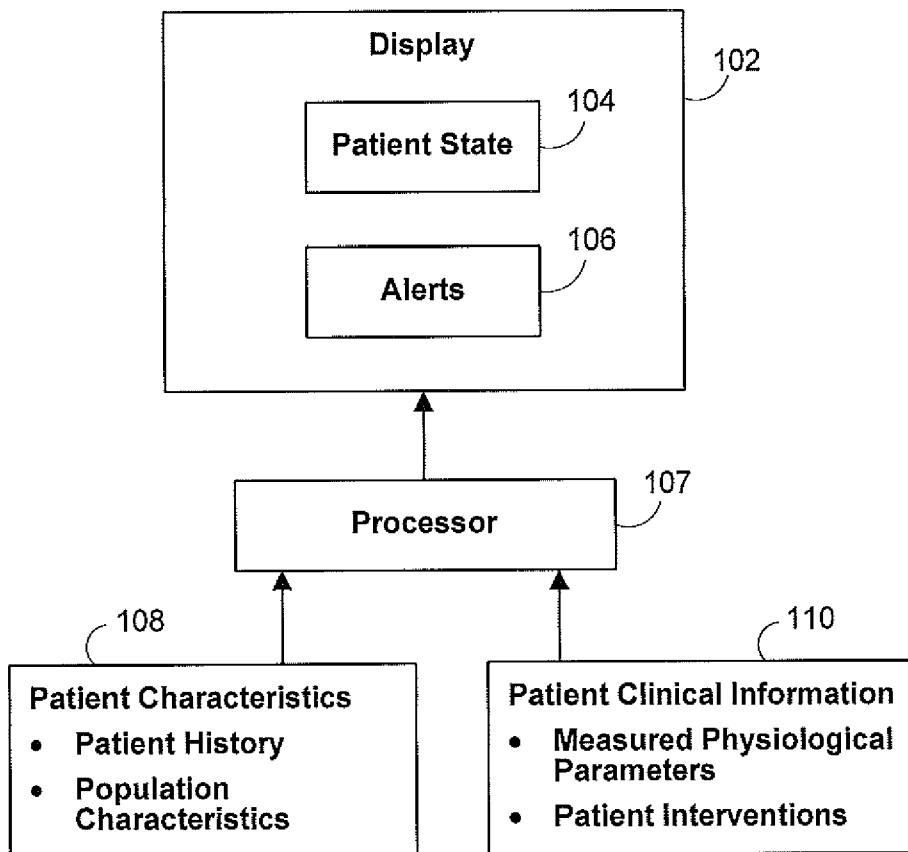 Display
102
104
Patient State
106
Alerts
107
Processor
108
Patient Characteristics
• Patient History
• Population
Characteristics
110
Patient Clinical Information
• Measured Physiological
Parameters
• Patient Interventions